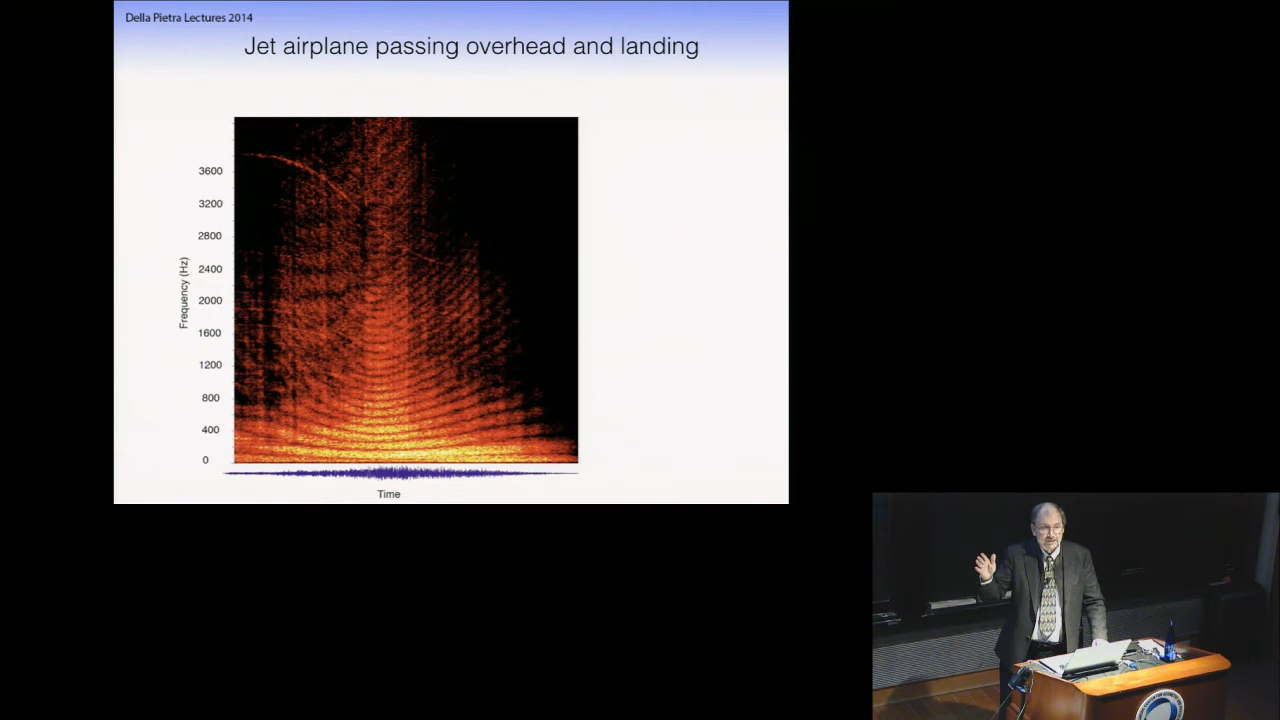 Della Pietra Lectures 2014
Jet airplane passing overhead and landing
3600
3200
2800
2400
2000
1600
1200
800
400
0
Frequency (Hz)
Time